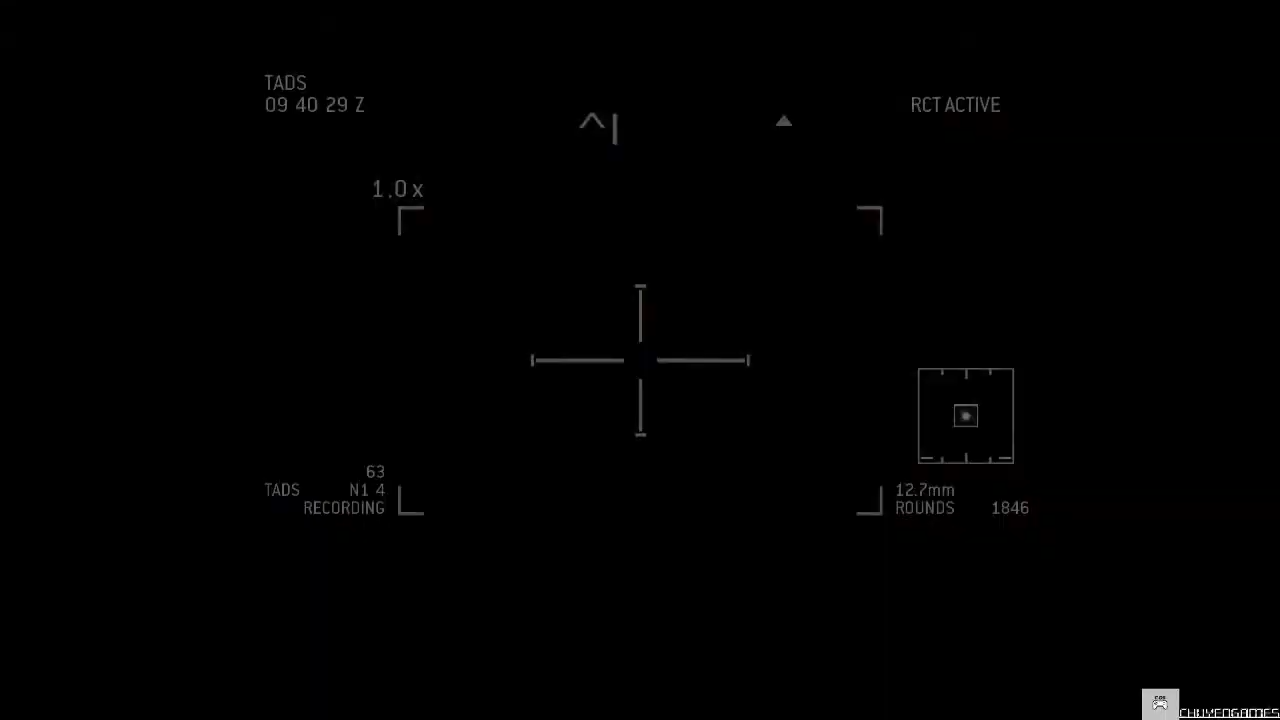 TADS
09 40 29 Z
RCT ACTIVE
1.0 x
63
TADS N1 4
RECORDING
12.7mm
ROUNDS 1846